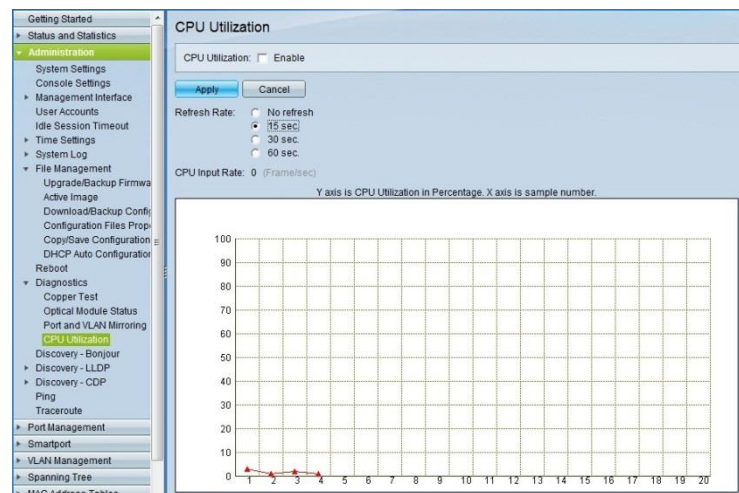 Getting Started
Status and Statistics
Administration
System Settings
Console Settings
Management Interface
User Accounts
Idle Session Timeout
Time Settings
System Log
File Management
Upgrade/Backup Firmwa
Active Image
Download/Backup Config
Configuration Files Prope
Copy/Save Configuration
DHCP Auto Configuration
Reboot
Diagnostics
Copper Test
Optical Module Status
Port and VLAN Mirroring
CPU Utilization
Discovery - Bonjour
Discovery - LLDP
Discovery - CDP
Ping
Traceroute
Port Management
Smartport
VLAN Management
Spanning Tree
MAC Address Tables
CPU Utilization
CPU Utilization: Enable
Apply Cancel
Refresh Rate: No refresh
15 sec.
30 sec.
60 sec.
CPU Input Rate: 0 (Frame/sec)
Y axis is CPU Utilization in Percentage. X axis is sample number.
100
90
80
70
60
50
40
30
20
10
0
1 2 3 4 5 6 7 8 9 10 11 12 13 14 15 16 17 18 19 20